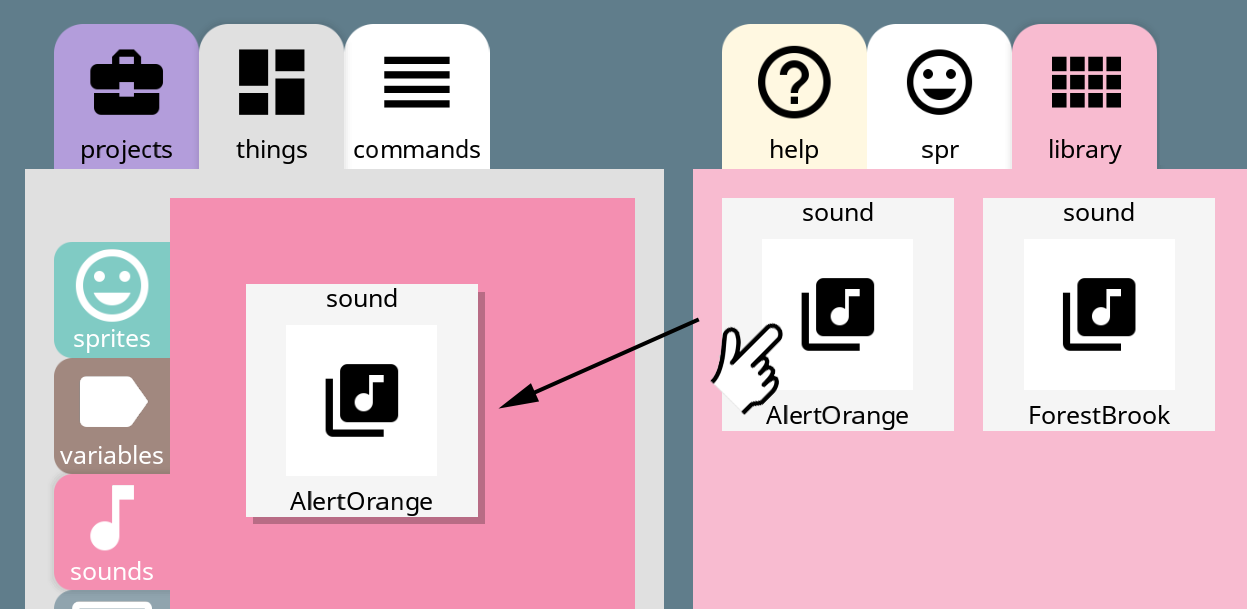 projects
things
commands
help
spr
library
sprites
variables
sounds
sound
AlertOrange
sound
AlertOrange
sound
ForestBrook